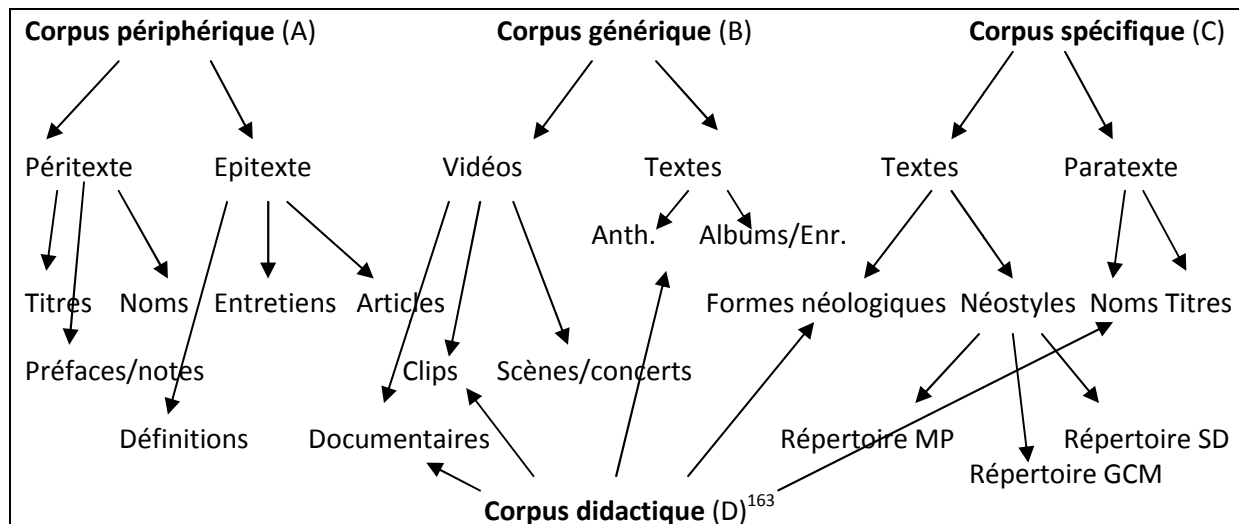 Corpus périphérique (A) Corpus générique (B) Corpus spécifique (C)
Péritexte Epitexte Vidéos Textes Textes Paratexte
Anth. Albums/Enr.
Titres Noms Entretiens Articles Formes néologiques Néostyles Noms Titres
Préfaces/notes Clips Scènes/concerts
Définitions Documentaires Répertoire MP Répertoire SD
Répertoire GCM
Corpus didactique (D)163